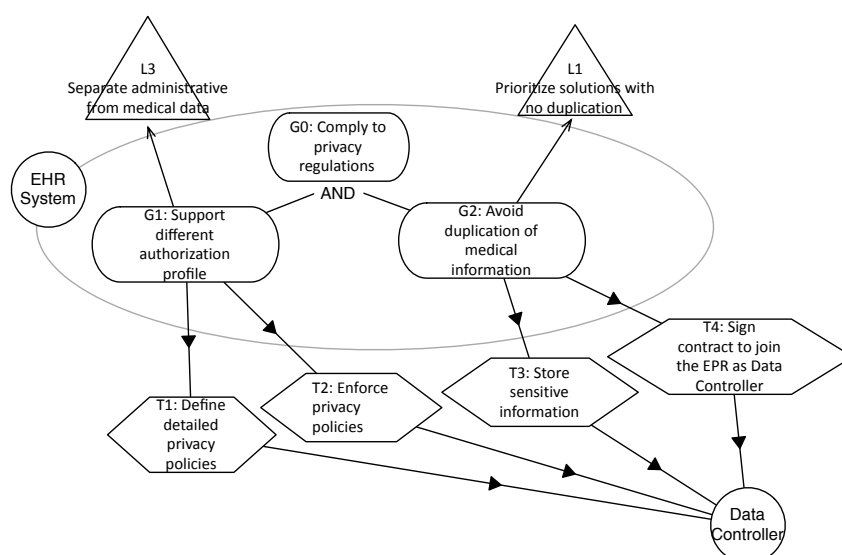 L3
Separate administrative
from medical data
L1
Prioritize solutions with
no duplication
G0: Comply to
privacy
regulations
EHR
System
AND
G1: Support
different
authorization
profile
G2: Avoid
duplication of
medical
information
T4: Sign
contract to join
the EPR as Data
Controller
T3: Store
sensitive
information
T2: Enforce
privacy
policies
T1: Define
detailed
privacy
policies
Data
Controller